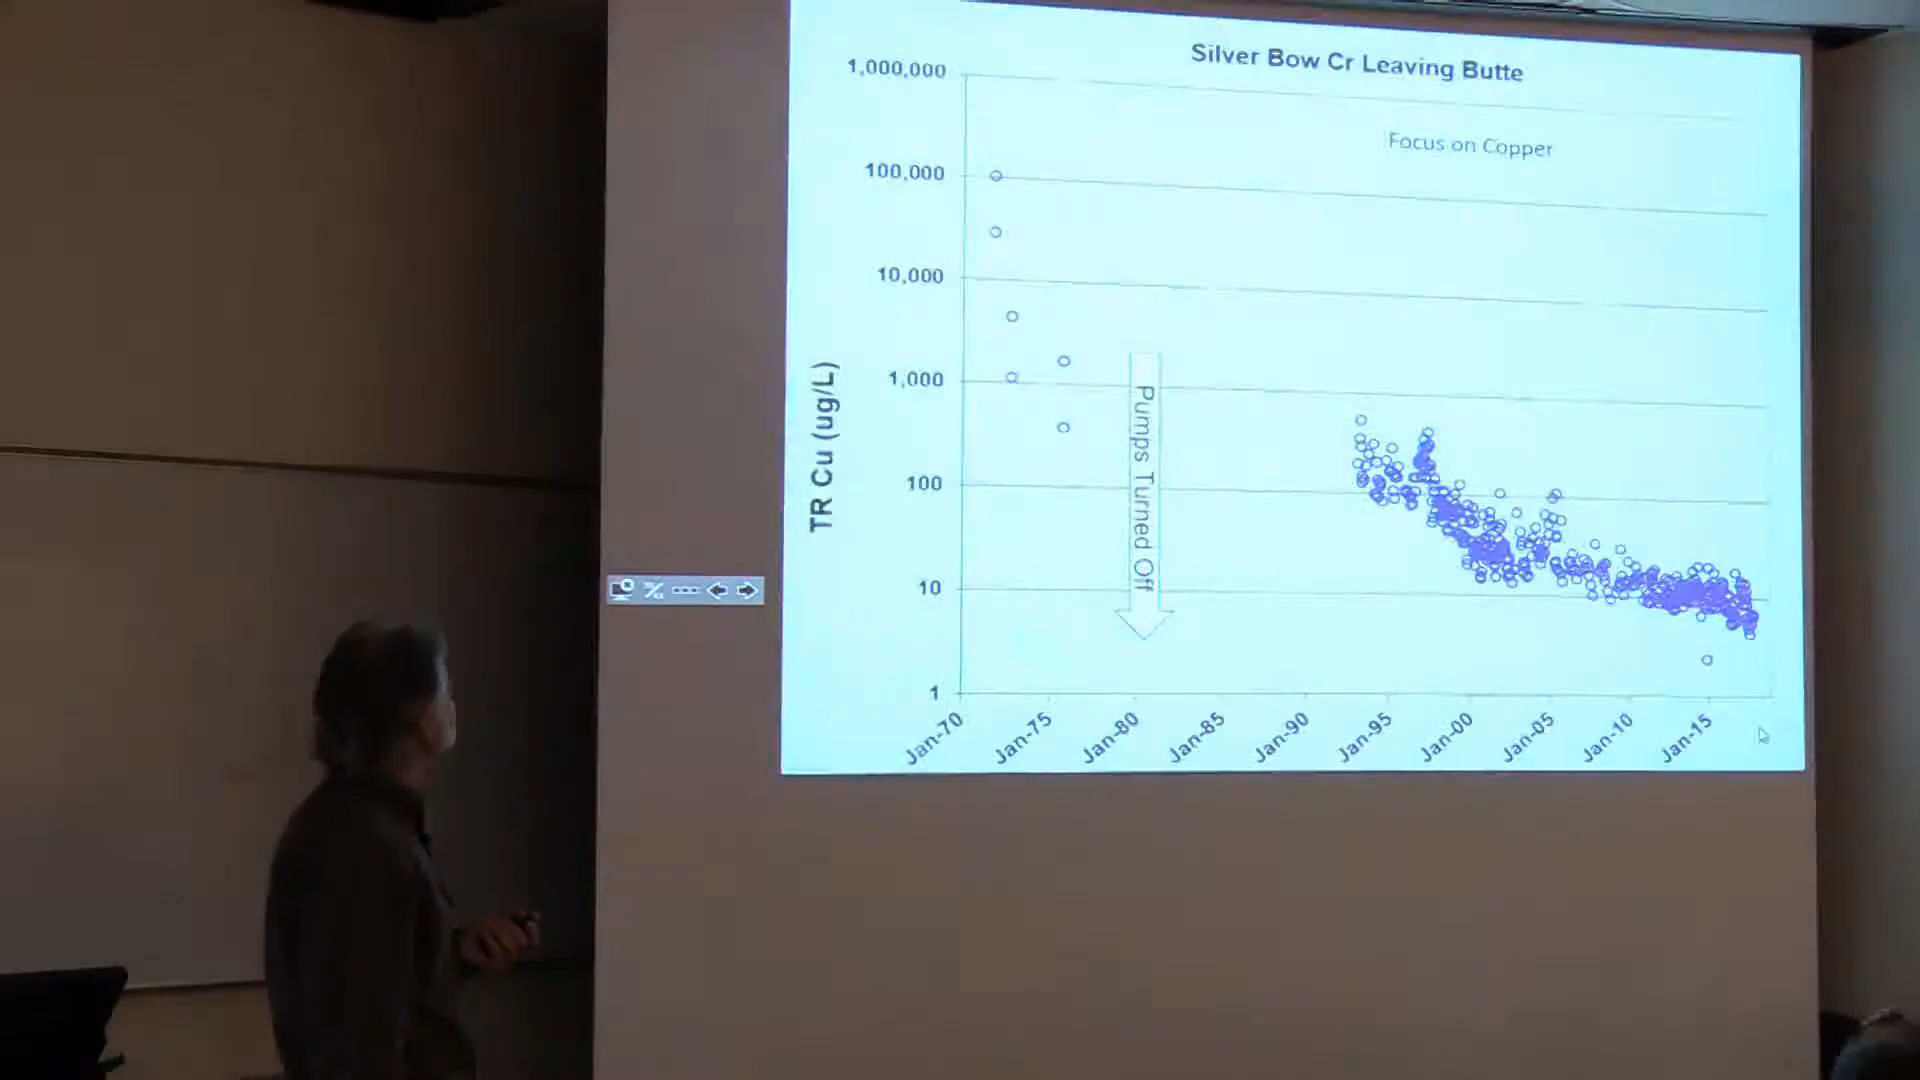 Silver Bow Cr Leaving Butte
Focus on Copper
TR Cu (ug/L)
1,000,000
100,000
10,000
1,000
100
10
1
Pumps Turned Off
Jan-70
Jan-75
Jan-80
Jan-85
Jan-90
Jan-95
Jan-00
Jan-05
Jan-10
Jan-15